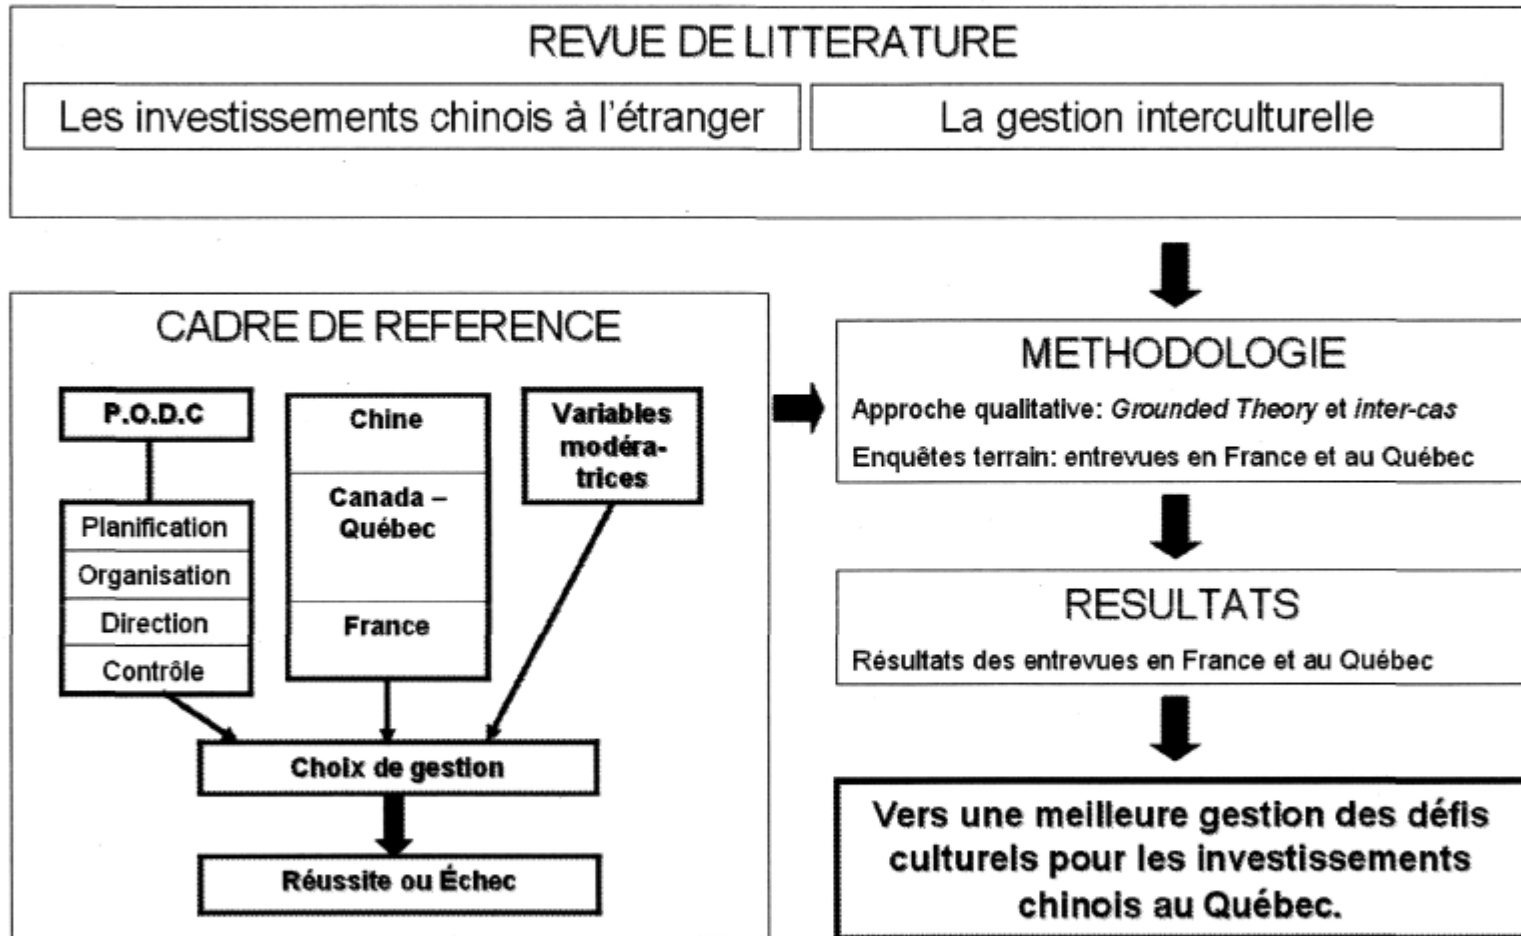 REVUE DE LITTERATURE
Les investissements chinois à l'étranger
La gestion interculturelle
CADRE DE REFERENCE
P.O.D.C
Planification
Organisation
Direction
Contrôle
Chine
Canada –
Québec
France
Variables
modéra-
trices
Choix de gestion
Réussite ou Échec
METHODOLOGIE
Approche qualitative: Grounded Theory et inter-cas
Enquêtes terrain: entrevues en France et au Québec
RESULTATS
Résultats des entrevues en France et au Québec
Vers une meilleure gestion des défis
culturels pour les investissements
chinois au Québec.